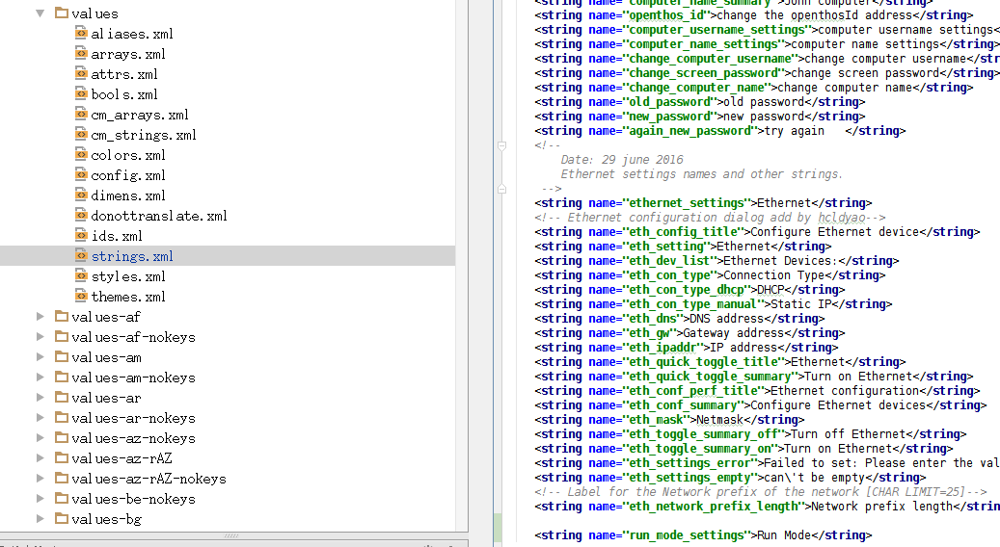 values
aliases.xml
arrays.xml
attrs.xml
bools.xml
cm_arrays.xml
cm_strings.xml
colors.xml
config.xml
dimens.xml
donottranslate.xml
ids.xml
strings.xml
styles.xml
themes.xml
values-af
values-af-nokeys
values-am
values-am-nokeys
values-ar
values-ar-nokeys
values-az-nokeys
values-az-rAZ
values-az-rAZ-nokeys
values-be-nokeys
values-bg
<string name="computer_name_summary">John computer</string>
<string name="openthos_id">change the openthosId address</string>
<string name="computer_username_settings">computer username settings<
<string name="computer_name_settings">computer name settings</string>
<string name="change_computer_username">change computer username</str
<string name="change_screen_password">change screen password</string>
<string name="change_computer_name">change computer name</string>
<string name="old_password">old password</string>
<string name="new_password">new password</string>
<string name="again_new_password">try again   </string>
<!--
Date: 29 june 2016
Ethernet settings names and other strings.
-->
<string name="ethernet_settings">Ethernet</string>
<!-- Ethernet configuration dialog add by hcldyao-->
<string name="eth_config_title">Configure Ethernet device</string>
<string name="eth_setting">Ethernet</string>
<string name="eth_dev_list">Ethernet Devices:</string>
<string name="eth_con_type">Connection Type</string>
<string name="eth_con_type_dhcp">DHCP</string>
<string name="eth_con_type_manual">Static IP</string>
<string name="eth_dns">DNS address</string>
<string name="eth_gw">Gateway address</string>
<string name="eth_ipaddr">IP address</string>
<string name="eth_quick_toggle_title">Ethernet</string>
<string name="eth_quick_toggle_summary">Turn on Ethernet</string>
<string name="eth_conf_perf_title">Ethernet configuration</string>
<string name="eth_conf_summary">Configure Ethernet devices</string>
<string name="eth_mask">Netmask</string>
<string name="eth_toggle_summary_off">Turn off Ethernet</string>
<string name="eth_toggle_summary_on">Turn on Ethernet</string>
<string name="eth_settings_error">Failed to set: Please enter the val
<string name="eth_settings_empty">can\'t be empty</string>
<!-- Label for the Network prefix of the network [CHAR LIMIT=25]-->
<string name="eth_network_prefix_length">Network prefix length</strin
<string name="run_mode_settings">Run Mode</string>